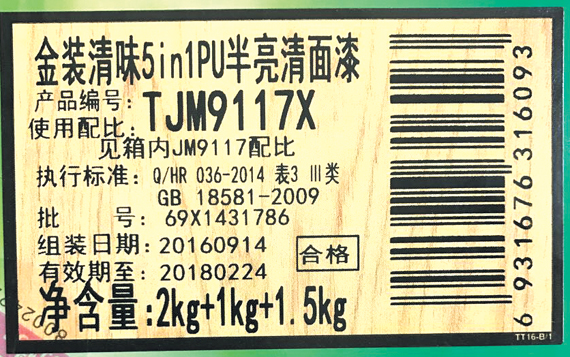 金装清味5in1PU半亮清面漆
产品编号:TJM9117X
使用配比:
见箱内JM9117配比
执行标准: Q/HR 036-2014 表3 Ⅲ类
GB 18581-2009
批 号: 69X1431786
组装日期: 20160914
有效期至: 20180224
合格
净含量:2kg+1kg+1.5kg
6 931676 316093
TT16-B/1